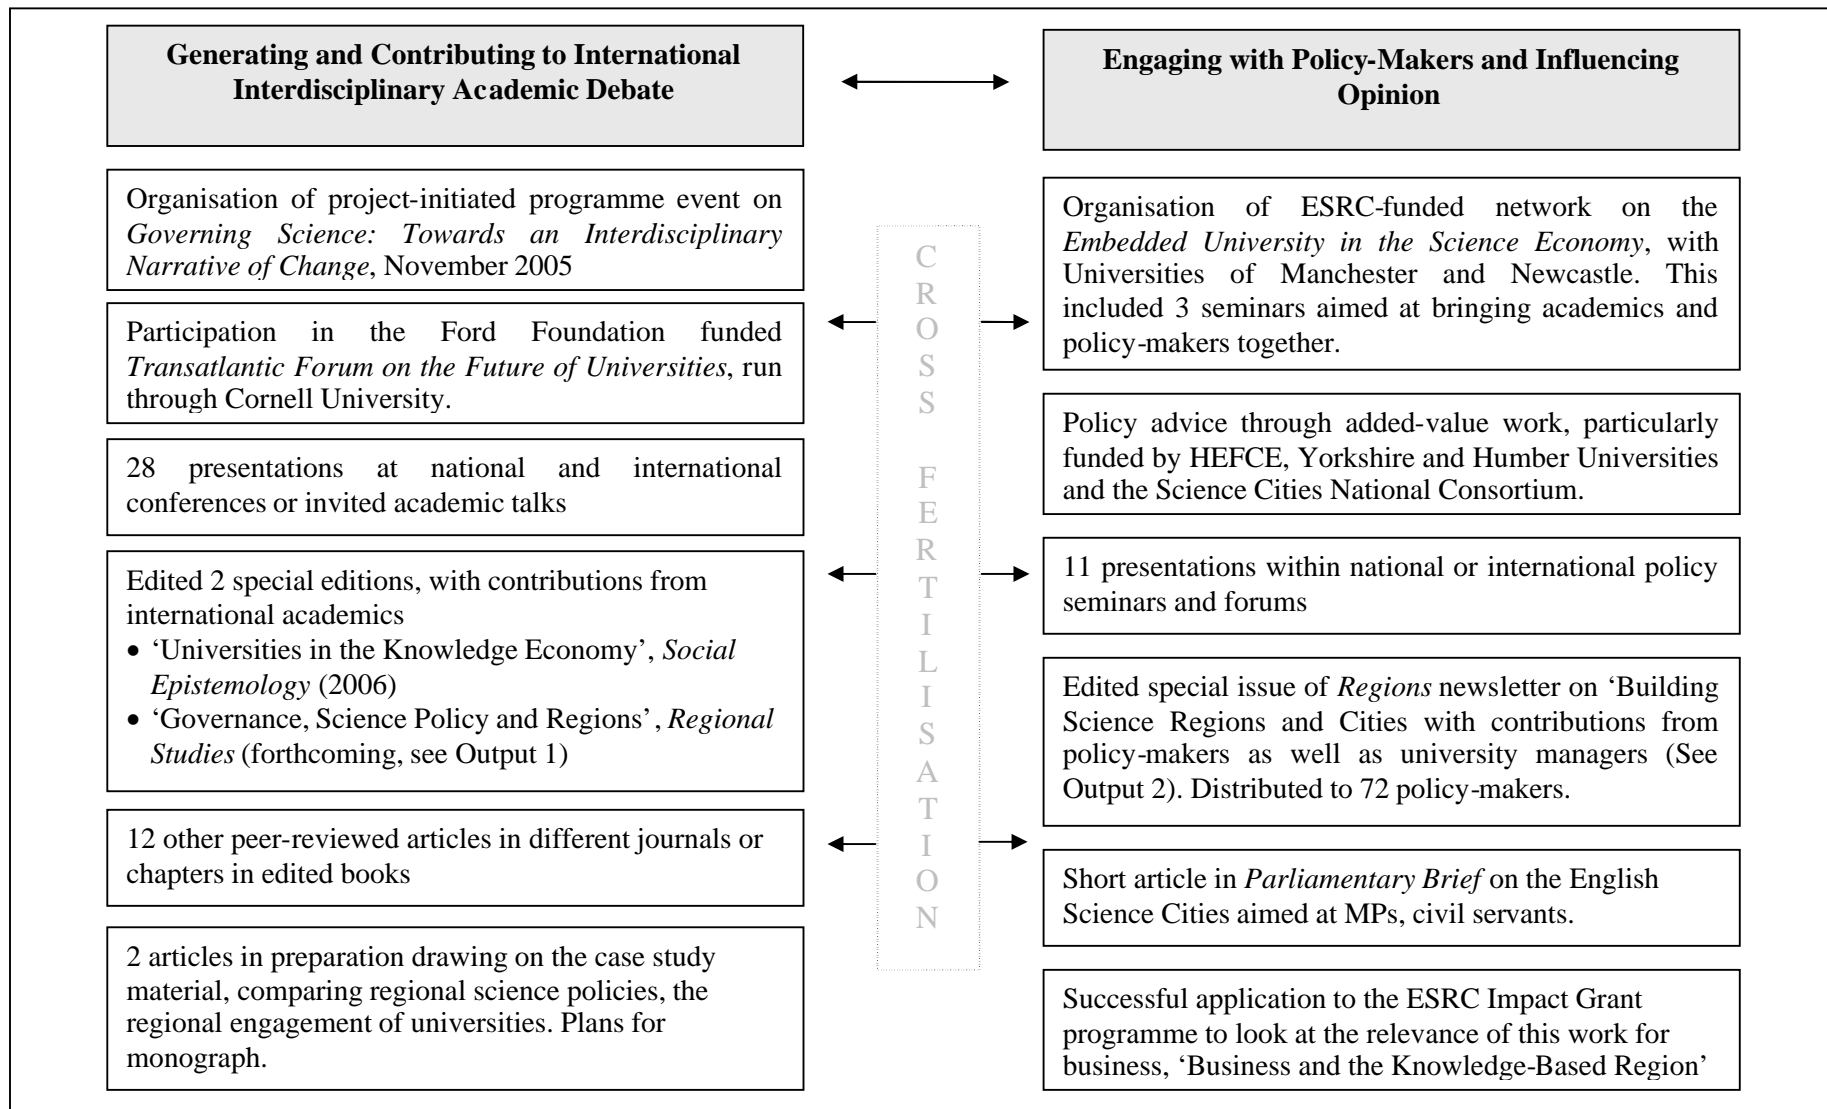 Generating and Contributing to International
Interdisciplinary Academic Debate
Organisation of project-initiated programme event on
Governing Science: Towards an Interdisciplinary
Narrative of Change, November 2005
Participation in the Ford Foundation funded
Transatlantic Forum on the Future of Universities, run
through Cornell University.
28 presentations at national and international
conferences or invited academic talks
Edited 2 special editions, with contributions from
international academics
• ‘Universities in the Knowledge Economy’, Social
Epistemology (2006)
• ‘Governance, Science Policy and Regions’, Regional
Studies (forthcoming, see Output 1)
12 other peer-reviewed articles in different journals or
chapters in edited books
2 articles in preparation drawing on the case study
material, comparing regional science policies, the
regional engagement of universities. Plans for
monograph.
CROSS FERTILISATION
Engaging with Policy-Makers and Influencing
Opinion
Organisation of ESRC-funded network on the
Embedded University in the Science Economy, with
Universities of Manchester and Newcastle. This
included 3 seminars aimed at bringing academics and
policy-makers together.
Policy advice through added-value work, particularly
funded by HEFCE, Yorkshire and Humber Universities
and the Science Cities National Consortium.
11 presentations within national or international policy
seminars and forums
Edited special issue of Regions newsletter on ‘Building
Science Regions and Cities with contributions from
policy-makers as well as university managers (See
Output 2). Distributed to 72 policy-makers.
Short article in Parliamentary Brief on the English
Science Cities aimed at MPs, civil servants.
Successful application to the ESRC Impact Grant
programme to look at the relevance of this work for
business, ‘Business and the Knowledge-Based Region’